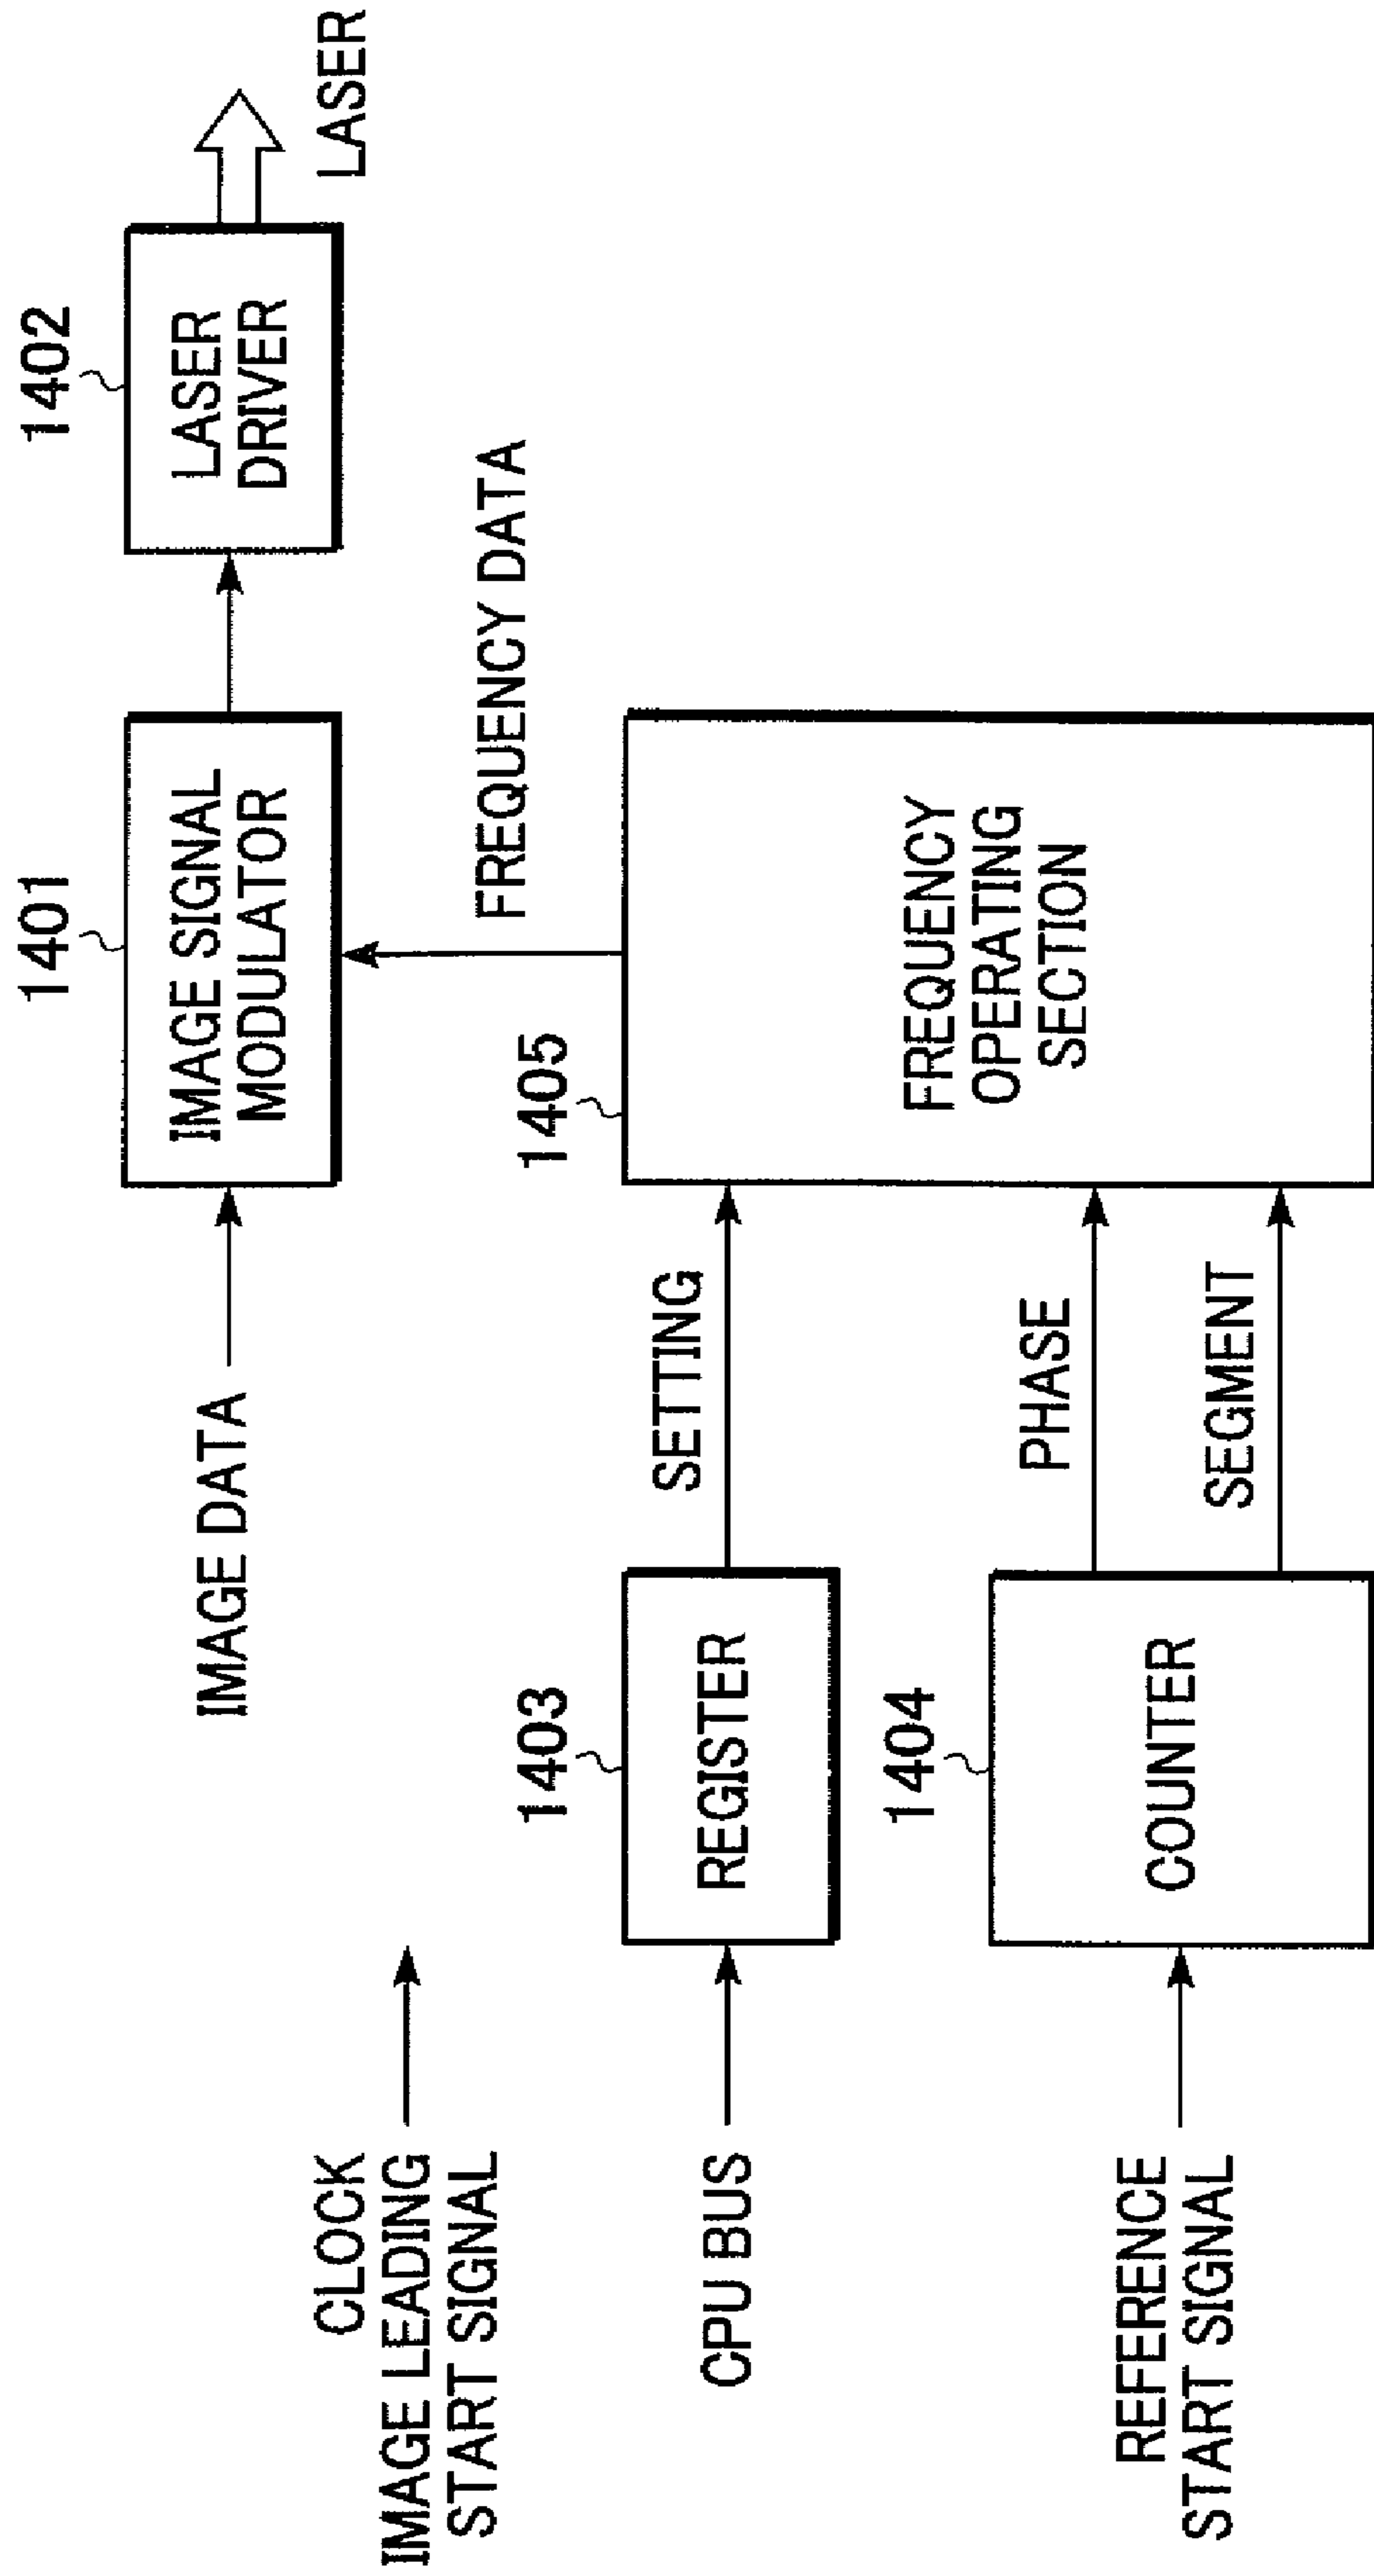 1401
1402
IMAGE DATA
IMAGE SIGNAL
MODULATOR
LASER
DRIVER
LASER
CLOCK
IMAGE LEADING
START SIGNAL
FREQUENCY DATA
1403
1405
CPU BUS
REGISTER
SETTING
FREQUENCY
OPERATING
SECTION
1404
REFERENCE
START SIGNAL
COUNTER
PHASE
SEGMENT